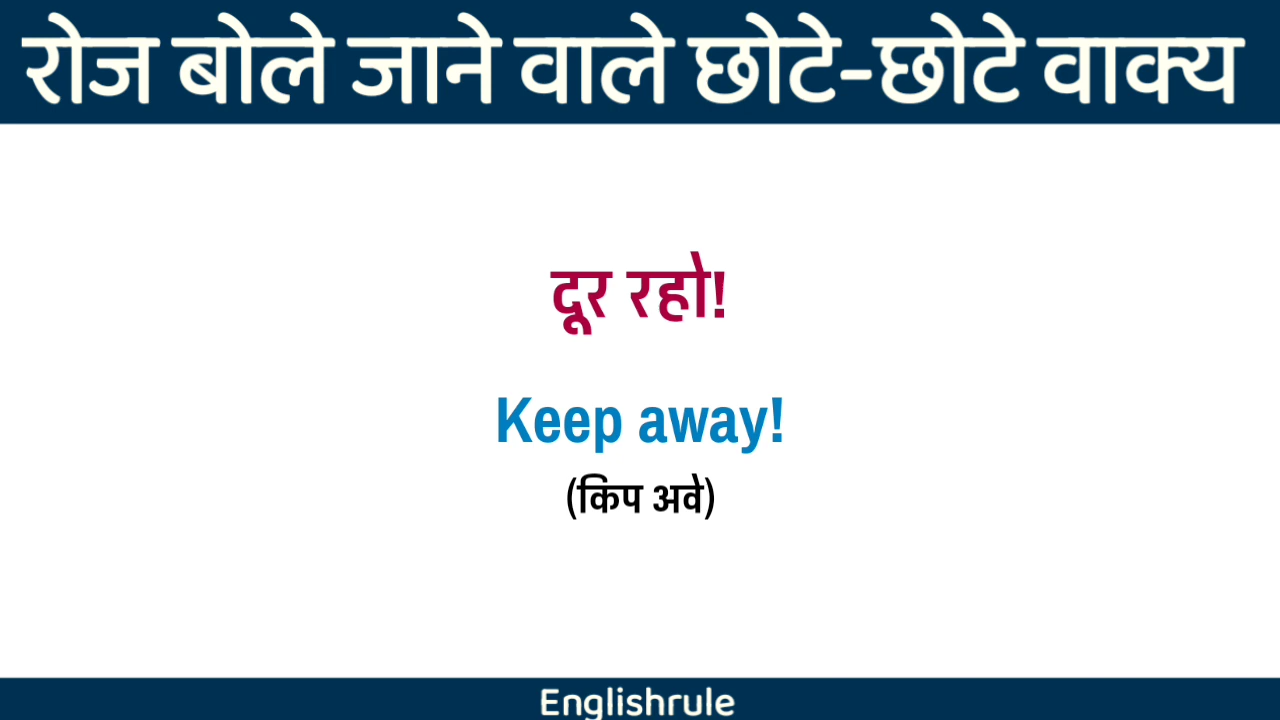 रोज बोले जाने वाले छोटे-छोटे वाक्य
दूर रहो!
Keep away!
(किप अवे)
Englishrule